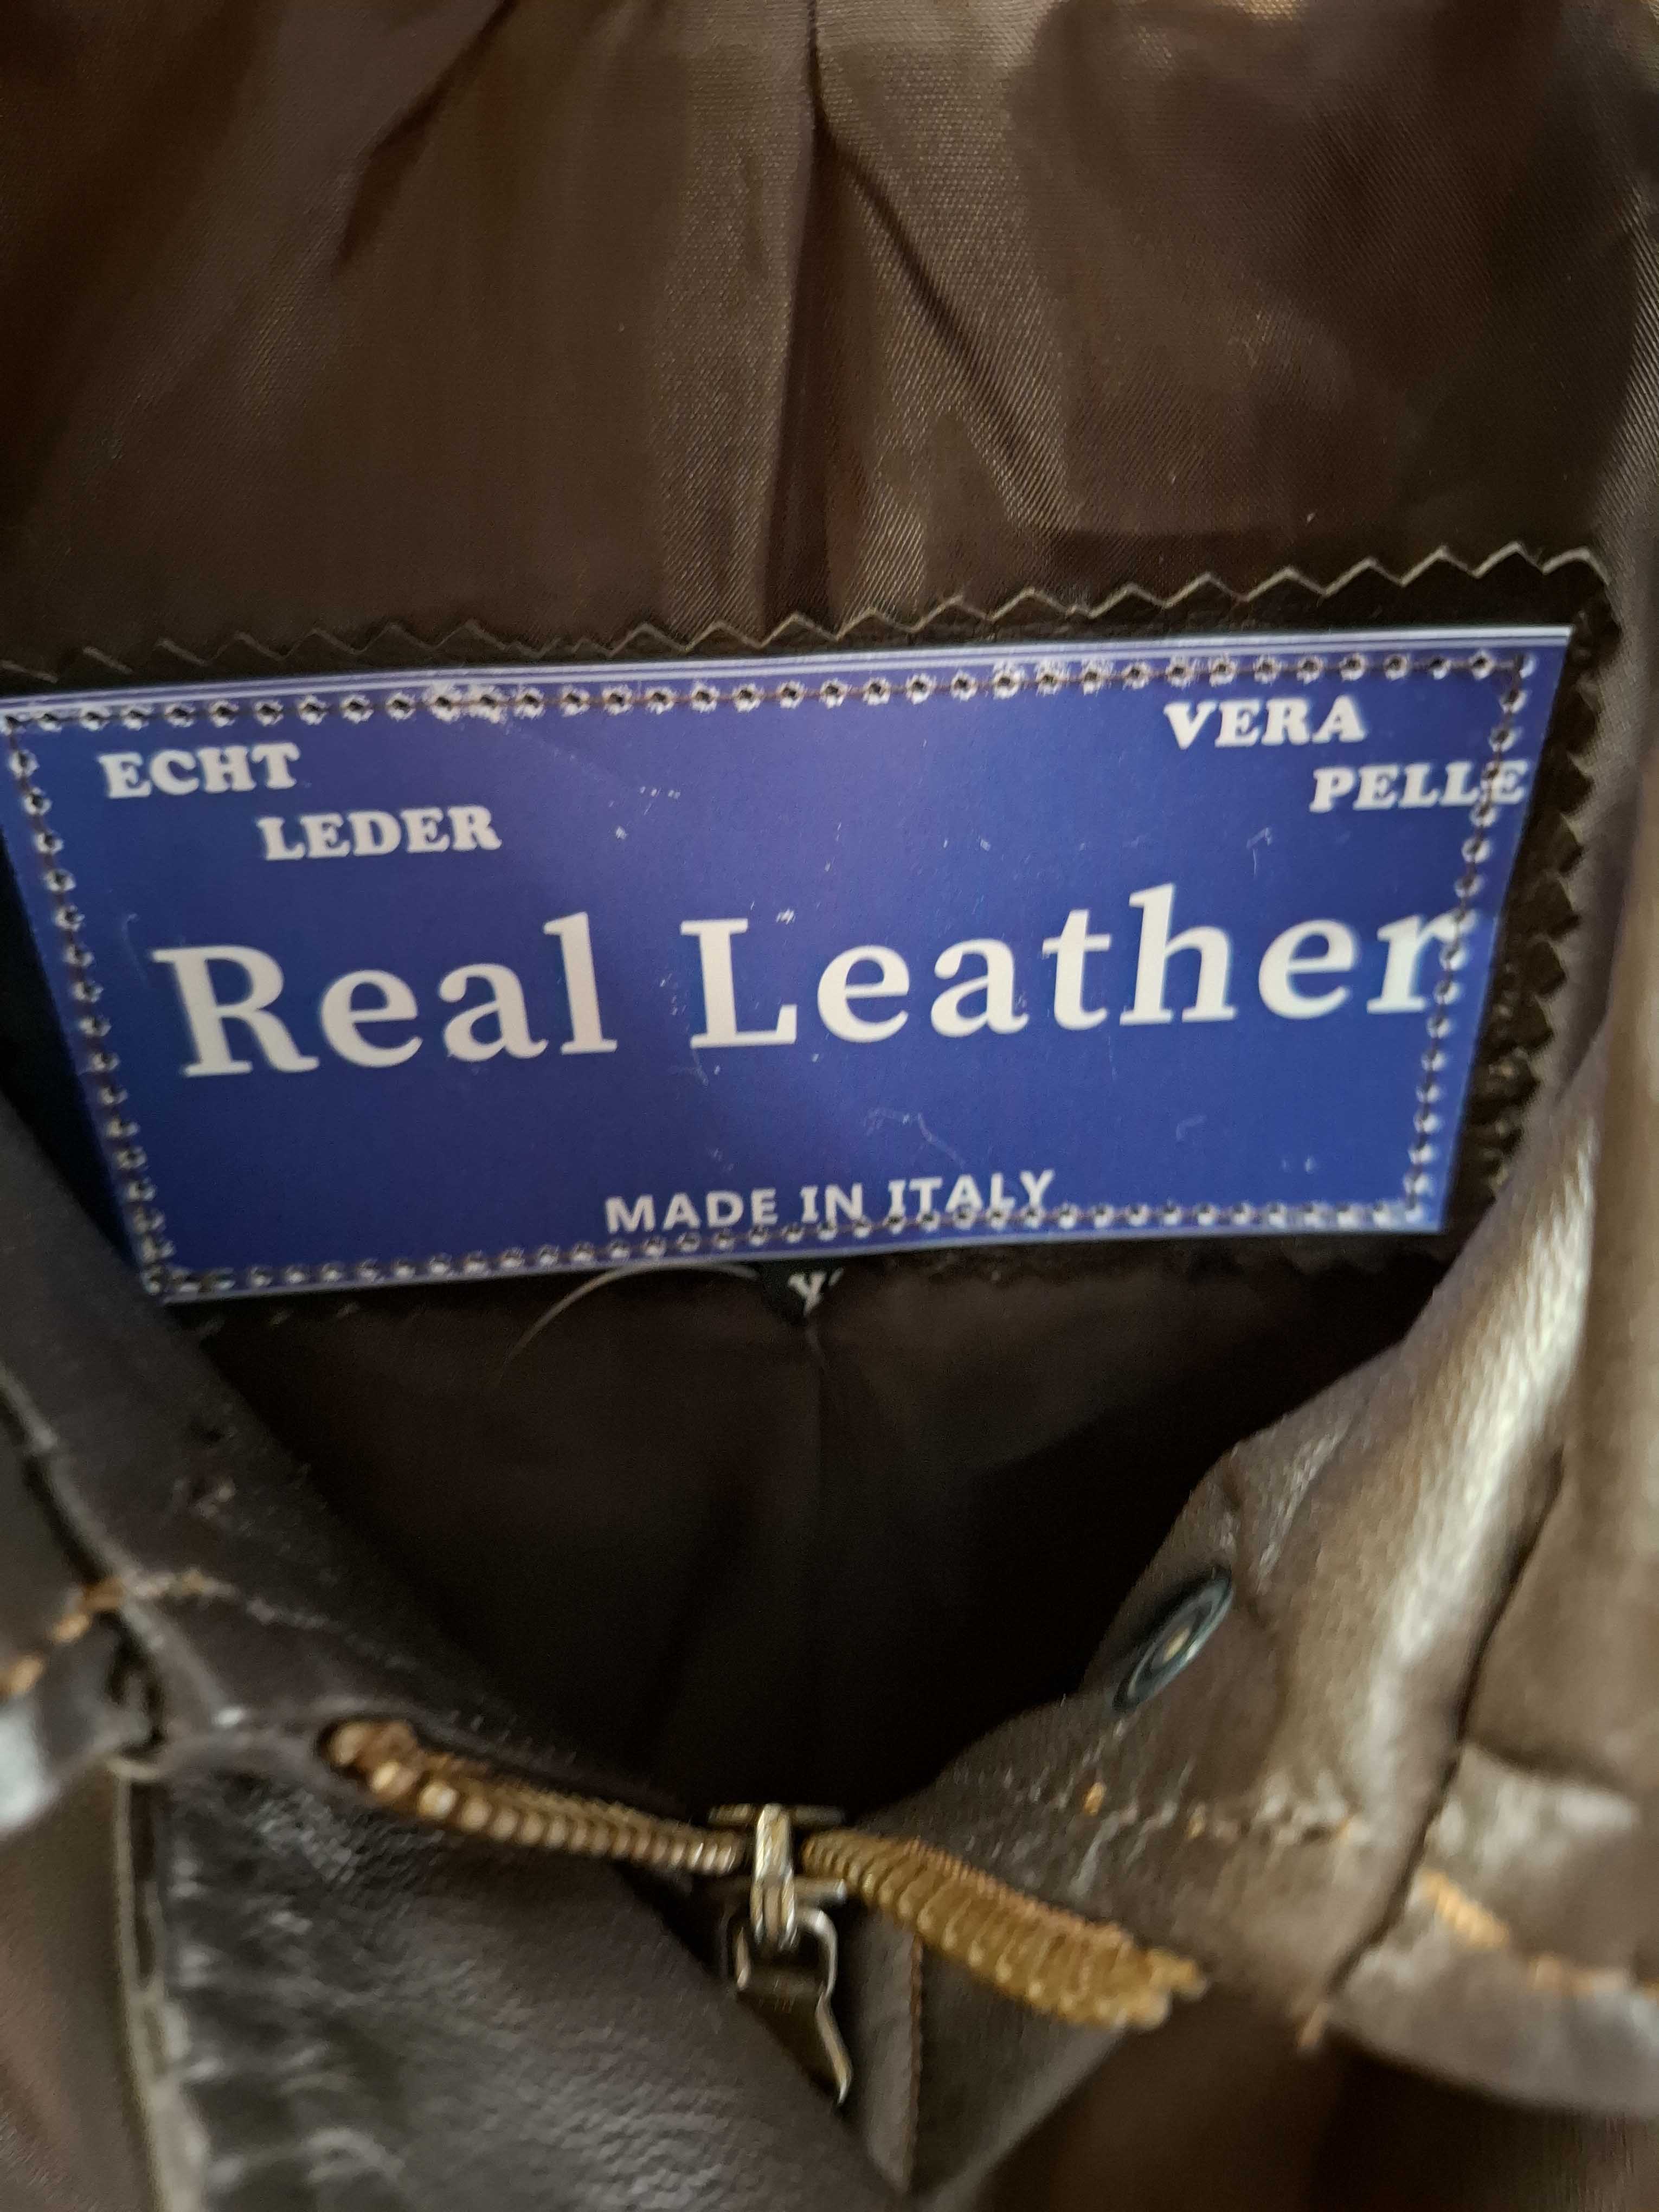 ECHT
LEDER
VERA
PELLE
Real Leather
MADE IN ITALY